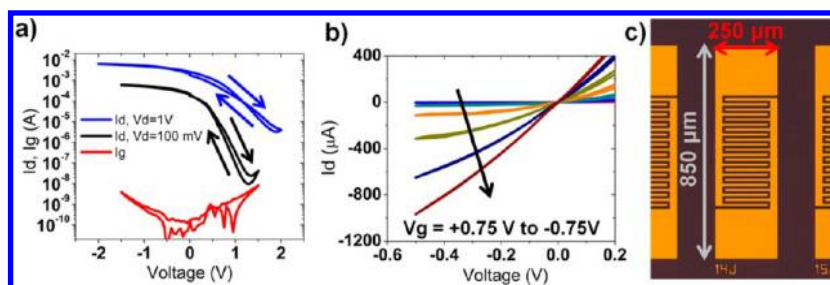 a)
10⁻²
10⁻³
10⁻⁴
10⁻⁵
10⁻⁶
10⁻⁷
10⁻⁸
10⁻⁹
10⁻¹⁰
Id, Ig (A)
Id, Vd=1V
Id, Vd=100 mV
Ig
-2 -1 0 1 2
Voltage (V)
b)
400
0
-400
-800
-1200
Id (µA)
Vg = +0.75 V to -0.75V
-0.6 -0.4 -0.2 0.0 0.2
Voltage (V)
c)
250 µm
850 µm
14J